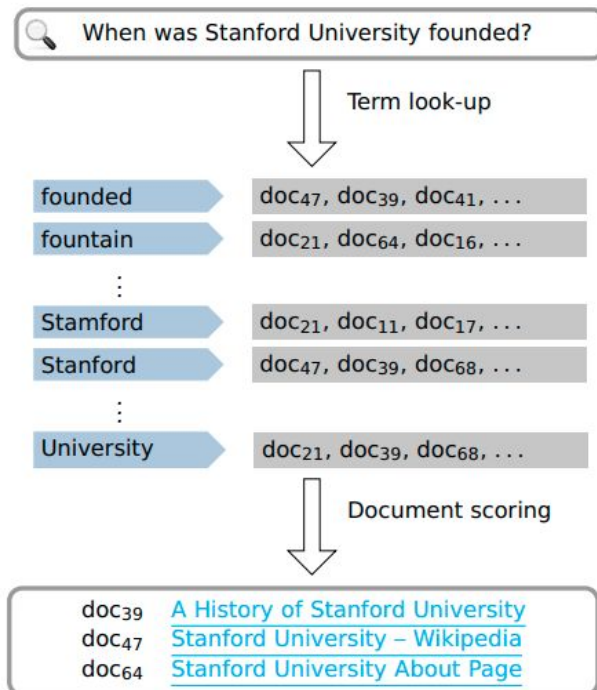 When was Stanford University founded?
Term look-up
founded doc47, doc39, doc41, ...
fountain doc21, doc64, doc16, ...
⋮
Stamford doc21, doc11, doc17, ...
Stanford doc47, doc39, doc68, ...
⋮
University doc21, doc39, doc68, ...
Document scoring
doc39 A History of Stanford University
doc47 Stanford University – Wikipedia
doc64 Stanford University About Page